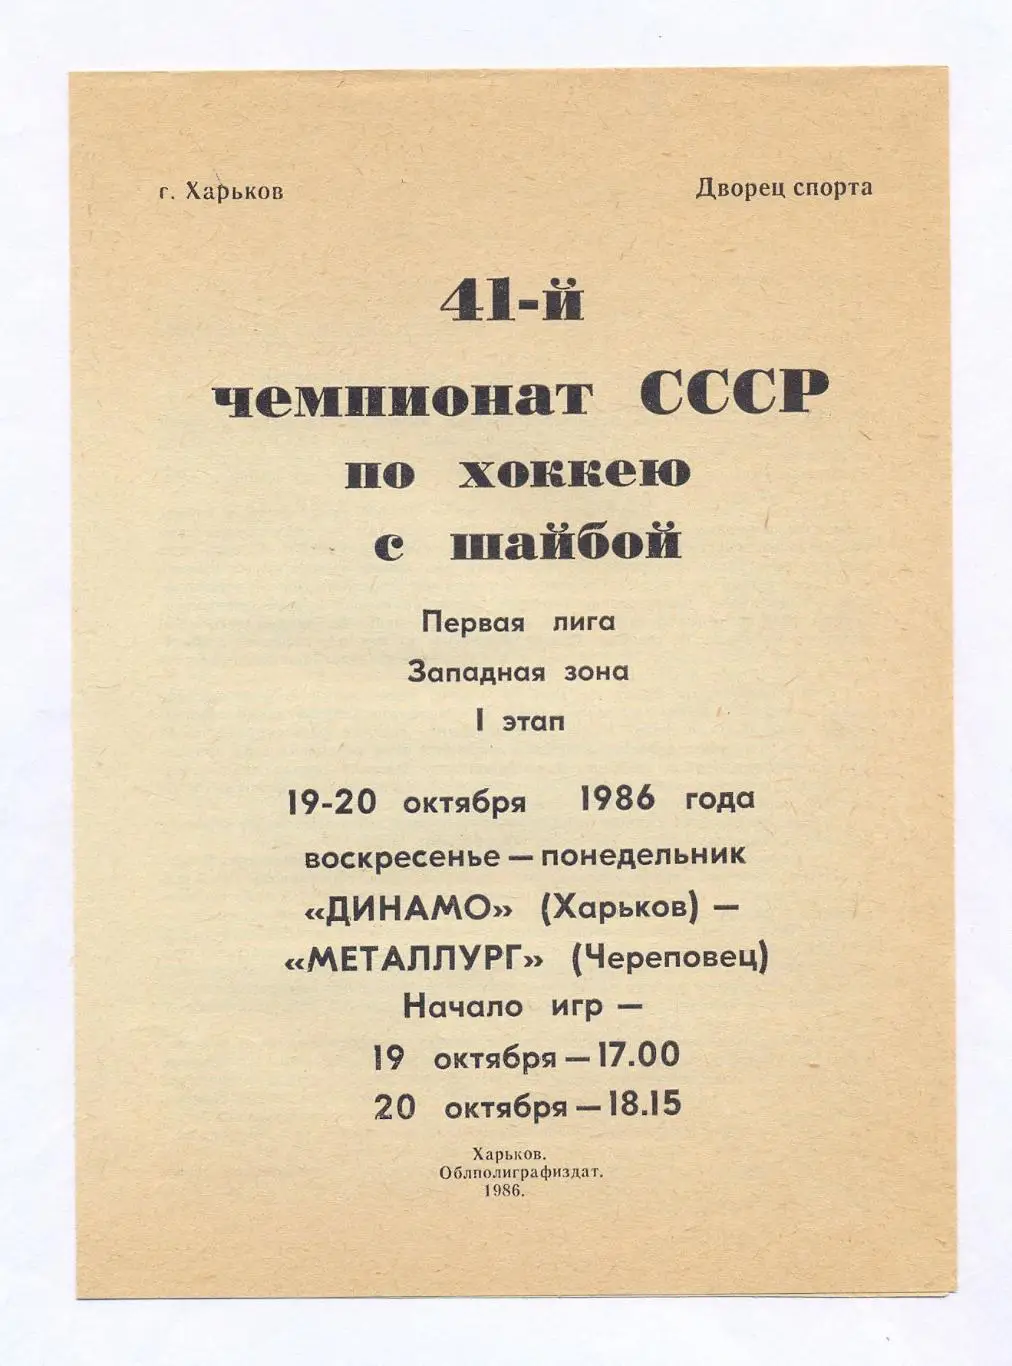 г. Харьков Дворец спорта
41-й
чемпионат СССР
по хоккею
с шайбой
Первая лига
Западная зона
I этап
19-20 октября 1986 года
воскресенье — понедельник
«ДИНАМО» (Харьков) —
«МЕТАЛЛУРГ» (Череповец)
Начало игр —
19 октября — 17.00
20 октября — 18.15
Харьков.
Облполиграфиздат.
1986.